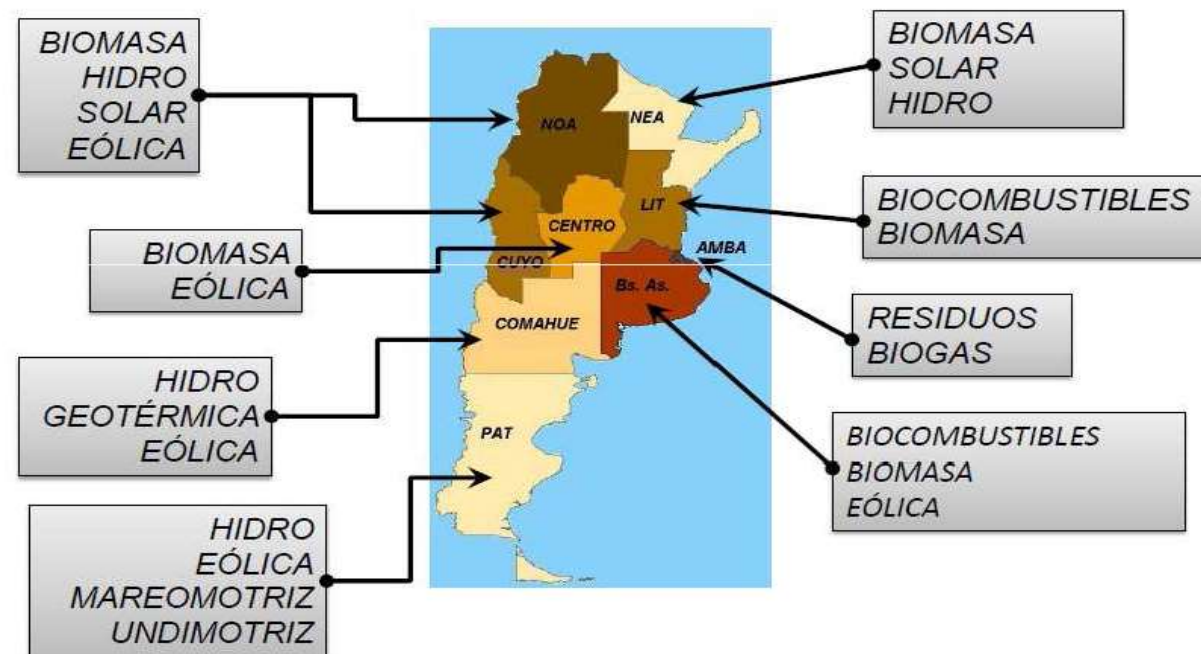 BIOMASA
HIDRO
SOLAR
EÓLICA
BIOMASA
SOLAR
HIDRO
NOA
NEA
BIOCOMBUSTIBLES
BIOMASA
LIT
CENTRO
AMBA
CUYO
BIOMASA
EÓLICA
Bs. As.
COMAHUE
RESIDUOS
BIOGAS
HIDRO
GEOTÉRMICA
EÓLICA
PAT
BIOCOMBUSTIBLES
BIOMASA
EÓLICA
HIDRO
EÓLICA
MAREOMOTRIZ
UNDIMOTRIZ